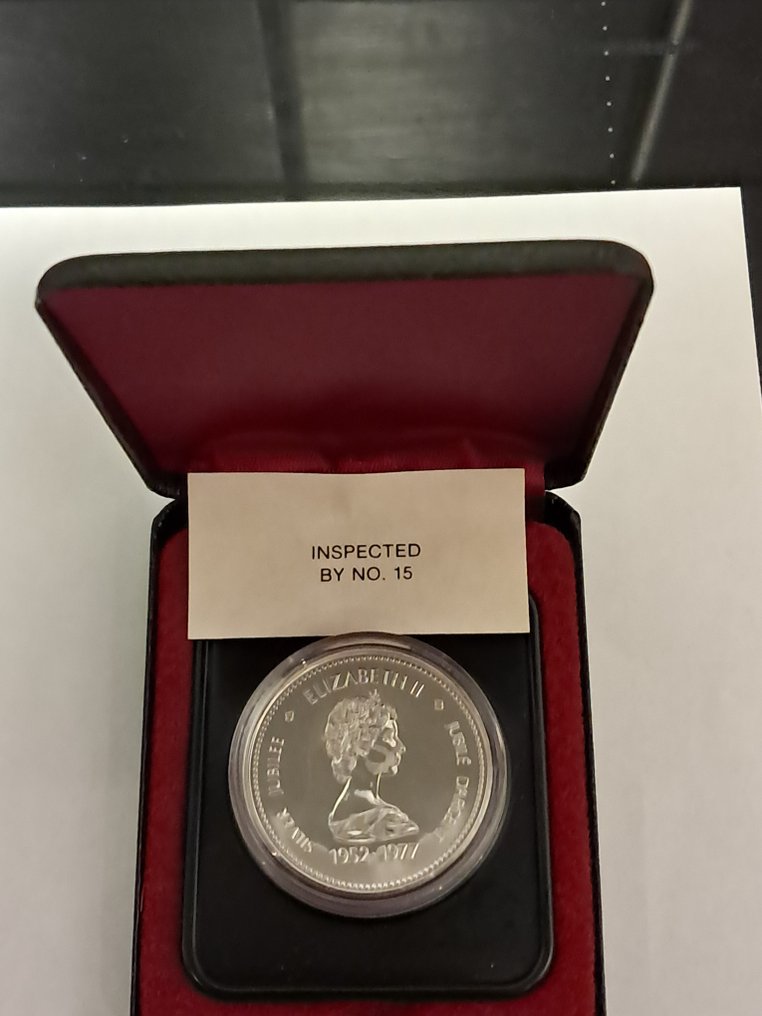 INSPECTED
BY NO. 15
ELIZABETH II
SILVER JUBILEE
JUBILÉ D'ARGENT
1952-1977